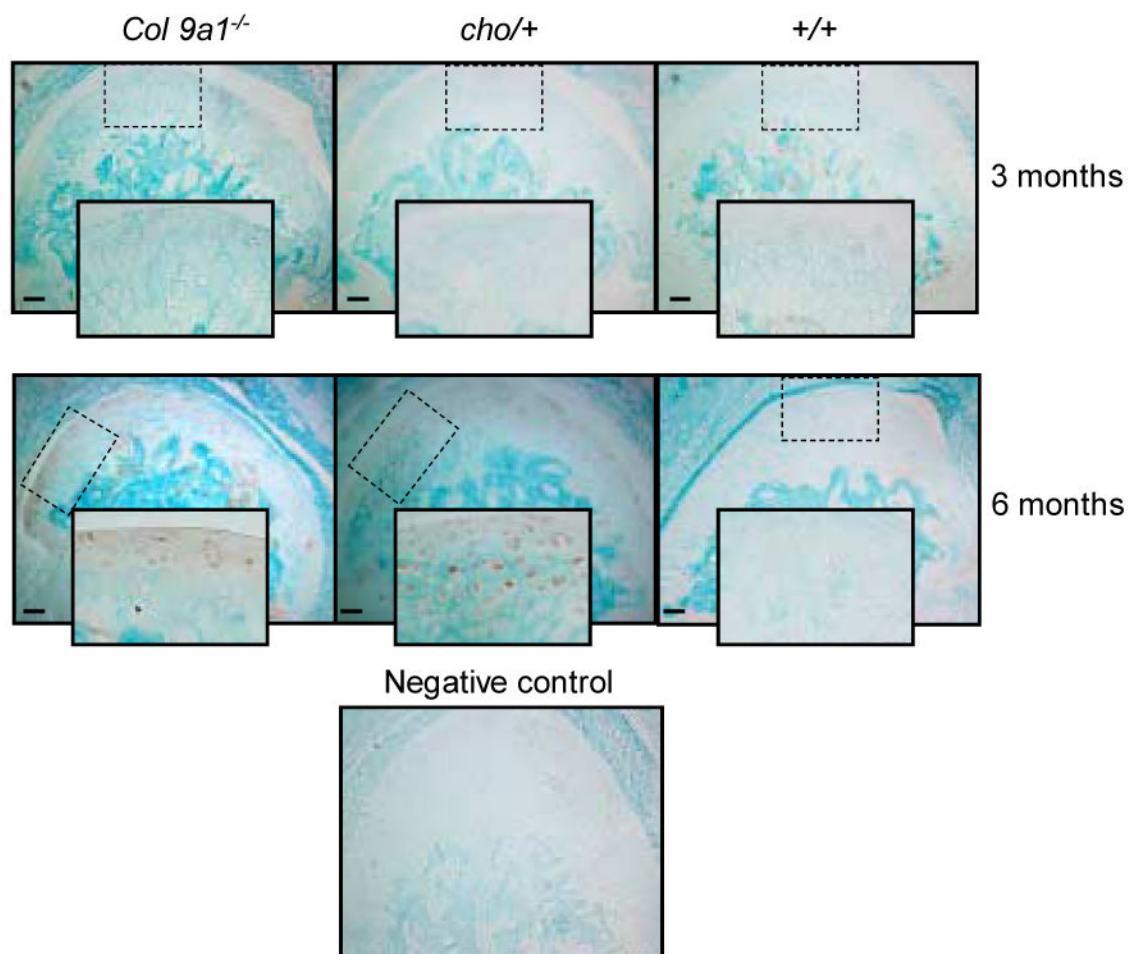 Col 9a1-/- cho/+ +/+
3 months
6 months
Negative control